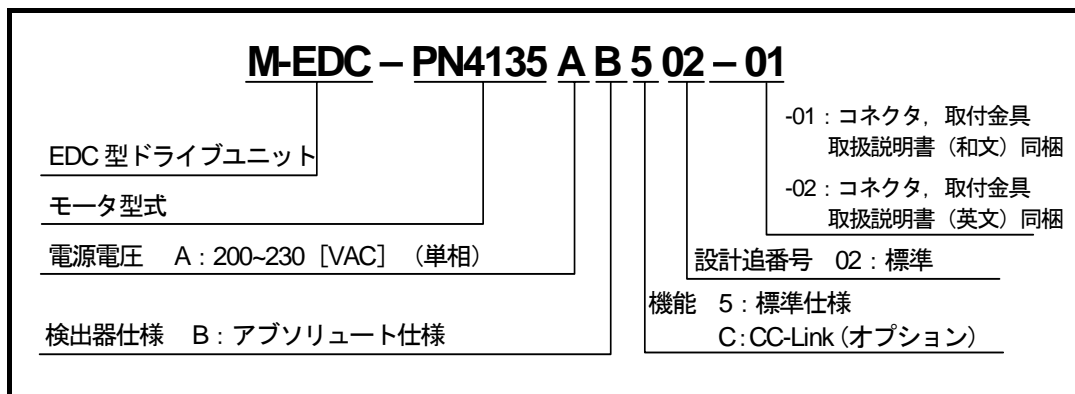 M-EDC – PN4135 A B 5 02 – 01
-01：コネクタ，取付金具
取扱説明書（和文）同梱
EDC 型ドライブユニット
-02：コネクタ，取付金具
取扱説明書（英文）同梱
モータ型式
電源電圧 A：200~230［VAC］（単相）
設計追番号 02：標準
機能 5：標準仕様
C：CC-Link（オプション）
検出器仕様 B：アブソリュート仕様